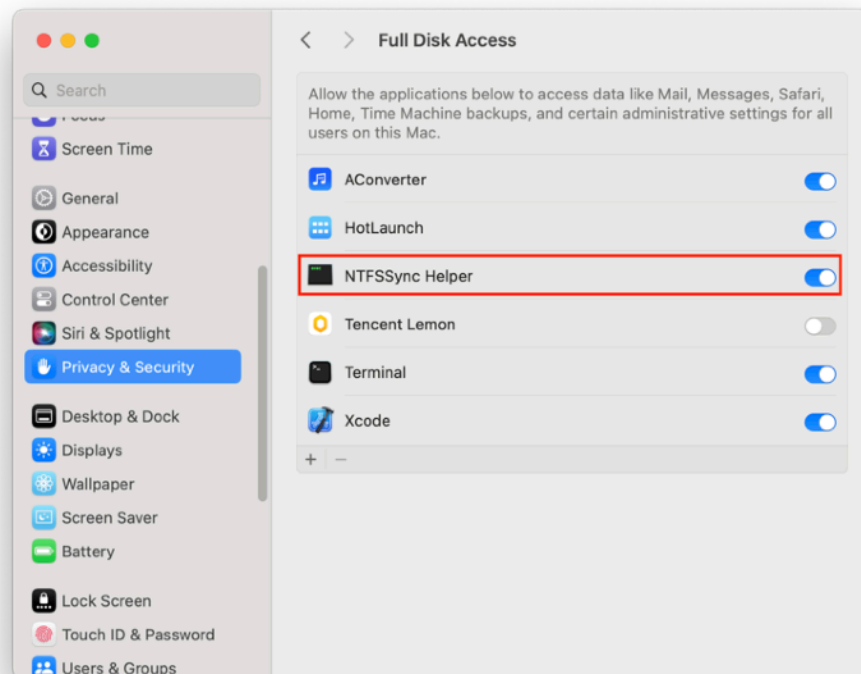 Full Disk Access
Search
Focus
Screen Time
General
Appearance
Accessibility
Control Center
Siri & Spotlight
Privacy & Security
Desktop & Dock
Displays
Wallpaper
Screen Saver
Battery
Lock Screen
Touch ID & Password
Users & Groups
Allow the applications below to access data like Mail, Messages, Safari,
Home, Time Machine backups, and certain administrative settings for all
users on this Mac.
AConverter
HotLaunch
NTFSSync Helper
Tencent Lemon
Terminal
Xcode